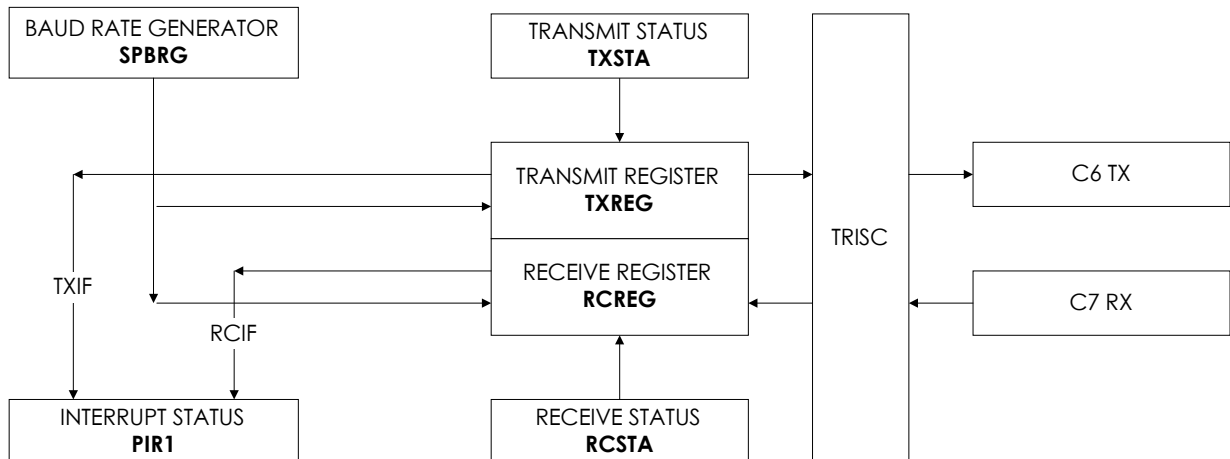 BAUD RATE GENERATOR
SPBRG
TRANSMIT STATUS
TXSTA
TRANSMIT REGISTER
TXREG
C6 TX
TRISC
RECEIVE REGISTER
RCREG
TXIF
C7 RX
RCIF
INTERRUPT STATUS
PIR1
RECEIVE STATUS
RCSTA